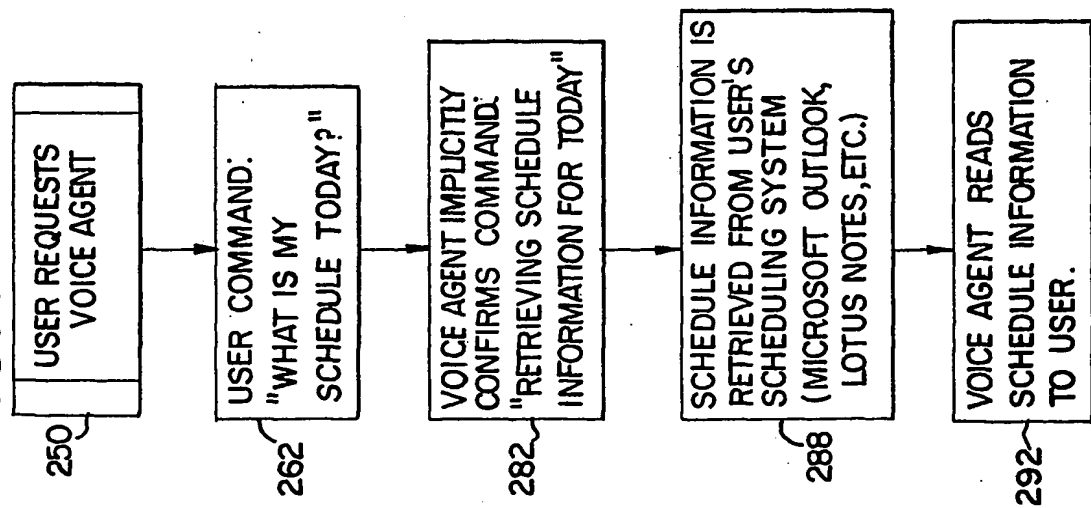 USER REQUESTS
VOICE AGENT
250
USER COMMAND:
"WHAT IS MY
SCHEDULE TODAY?"
262
VOICE AGENT IMPLICITLY
CONFIRMS COMMAND:
"RETRIEVING SCHEDULE
INFORMATION FOR TODAY"
282
SCHEDULE INFORMATION IS
RETRIEVED FROM USER'S
SCHEDULING SYSTEM
(MICROSOFT OUTLOOK,
LOTUS NOTES, ETC.)
288
VOICE AGENT READS
SCHEDULE INFORMATION
TO USER.
292